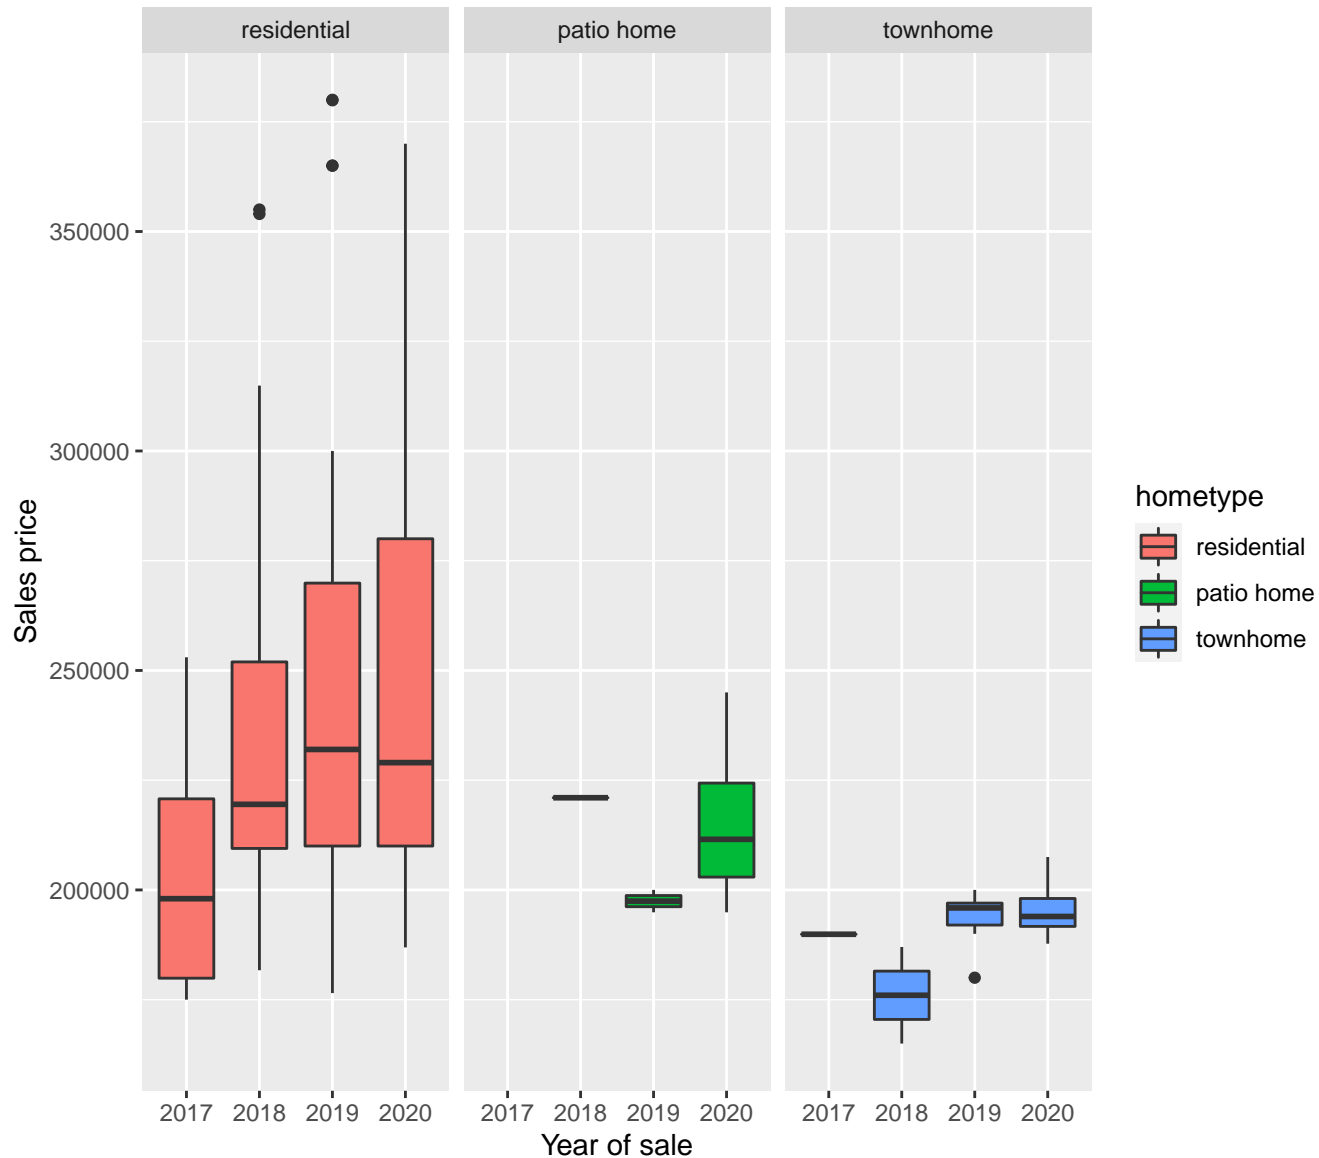 residential patio home townhome
350000
300000
250000
200000
Sales price
2017 2018 2019 2020 2017 2018 2019 2020 2017 2018 2019 2020
Year of sale
hometype
residential
patio home
townhome